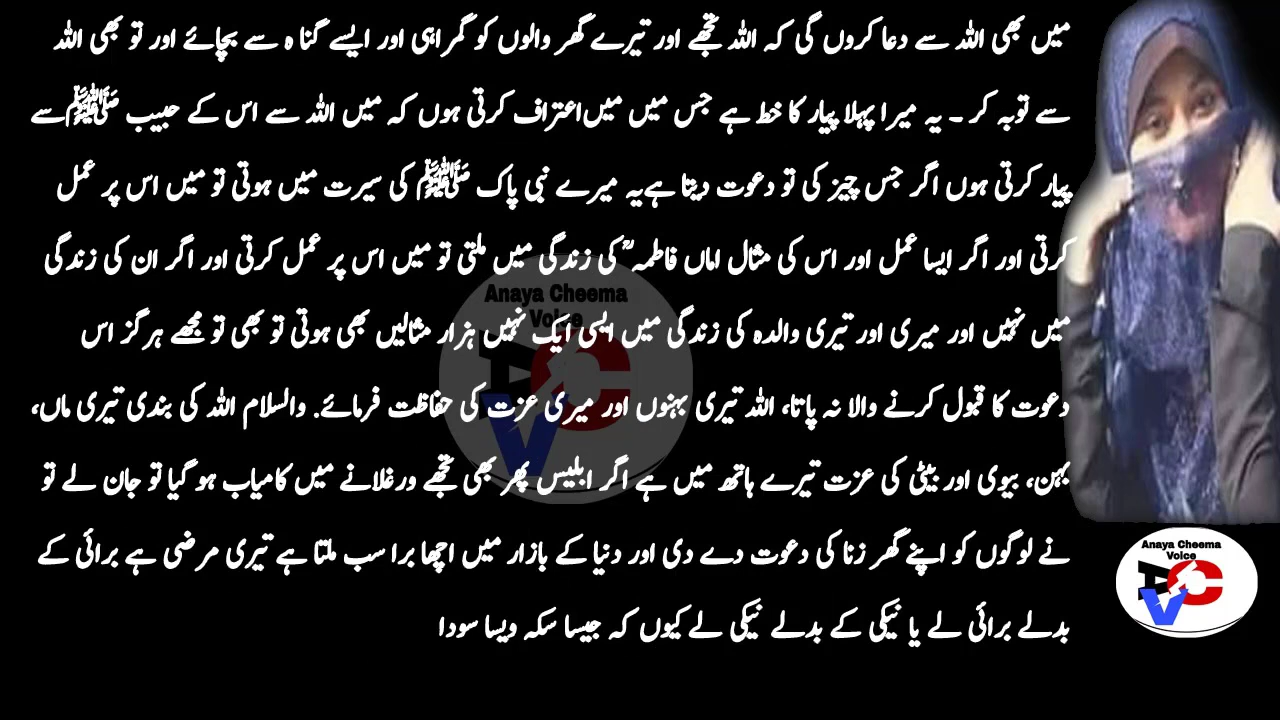 میں بھی اللہ سے دعا کروں گی کہ اللہ تجھے اور تیرے گھر والوں کو گمراہی اور ایسے گناہ سے بچائے اور تو بھی اللہ
سے توبہ کر ۔ یہ میرا پہلا پیار کا خط ہے جس میں میں اعتراف کرتی ہوں کہ میں اللہ سے اس کے حبیب ﷺ سے
پیار کرتی ہوں اگر جس چیز کی تو دعوت دیتا ہے یہ میرے نبی پاک ﷺ کی سیرت میں ہوتی تو میں اس پر عمل
کرتی اور اگر ایسا عمل اور اس کی مثال اماں فاطمہؓ کی زندگی میں ملتی تو میں اس پر عمل کرتی اور اگر ان کی زندگی
میں نہیں اور میری اور تیری والدہ کی زندگی میں ایسی ایک نہیں ہزار مثالیں بھی ہوتی تو بھی تو مجھے ہرگز اس
دعوت کا قبول کرنے والا نہ پاتا، اللہ تیری بہنوں اور میری عزت کی حفاظت فرمائے. والسلام اللہ کی بندی تیری ماں،
بہن، بیوی اور بیٹی کی عزت تیرے ہاتھ میں ہے اگر ابلیس پھر بھی تجھے ورغلانے میں کامیاب ہو گیا تو جان لے تو
نے لوگوں کو اپنے گھر زنا کی دعوت دے دی اور دنیا کے بازار میں اچھا برا سب ملتا ہے تیری مرضی ہے برائی کے
بدلے برائی لے یا نیکی کے بدلے نیکی لے کیوں کہ جیسا سکہ ویسا سودا
Anaya Cheema
Voice
AVC
Anaya Cheema
Voice
AVC